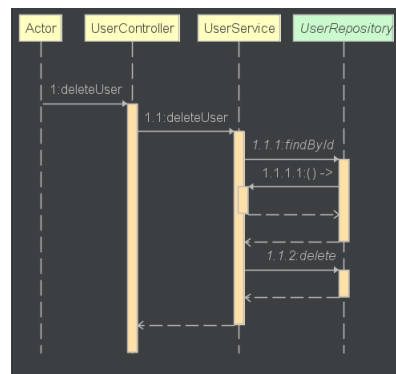 Actor UserController UserService UserRepository
1:deleteUser
1.1:deleteUser
1.1.1:findById
1.1.1.1:() ->
1.1.2:delete